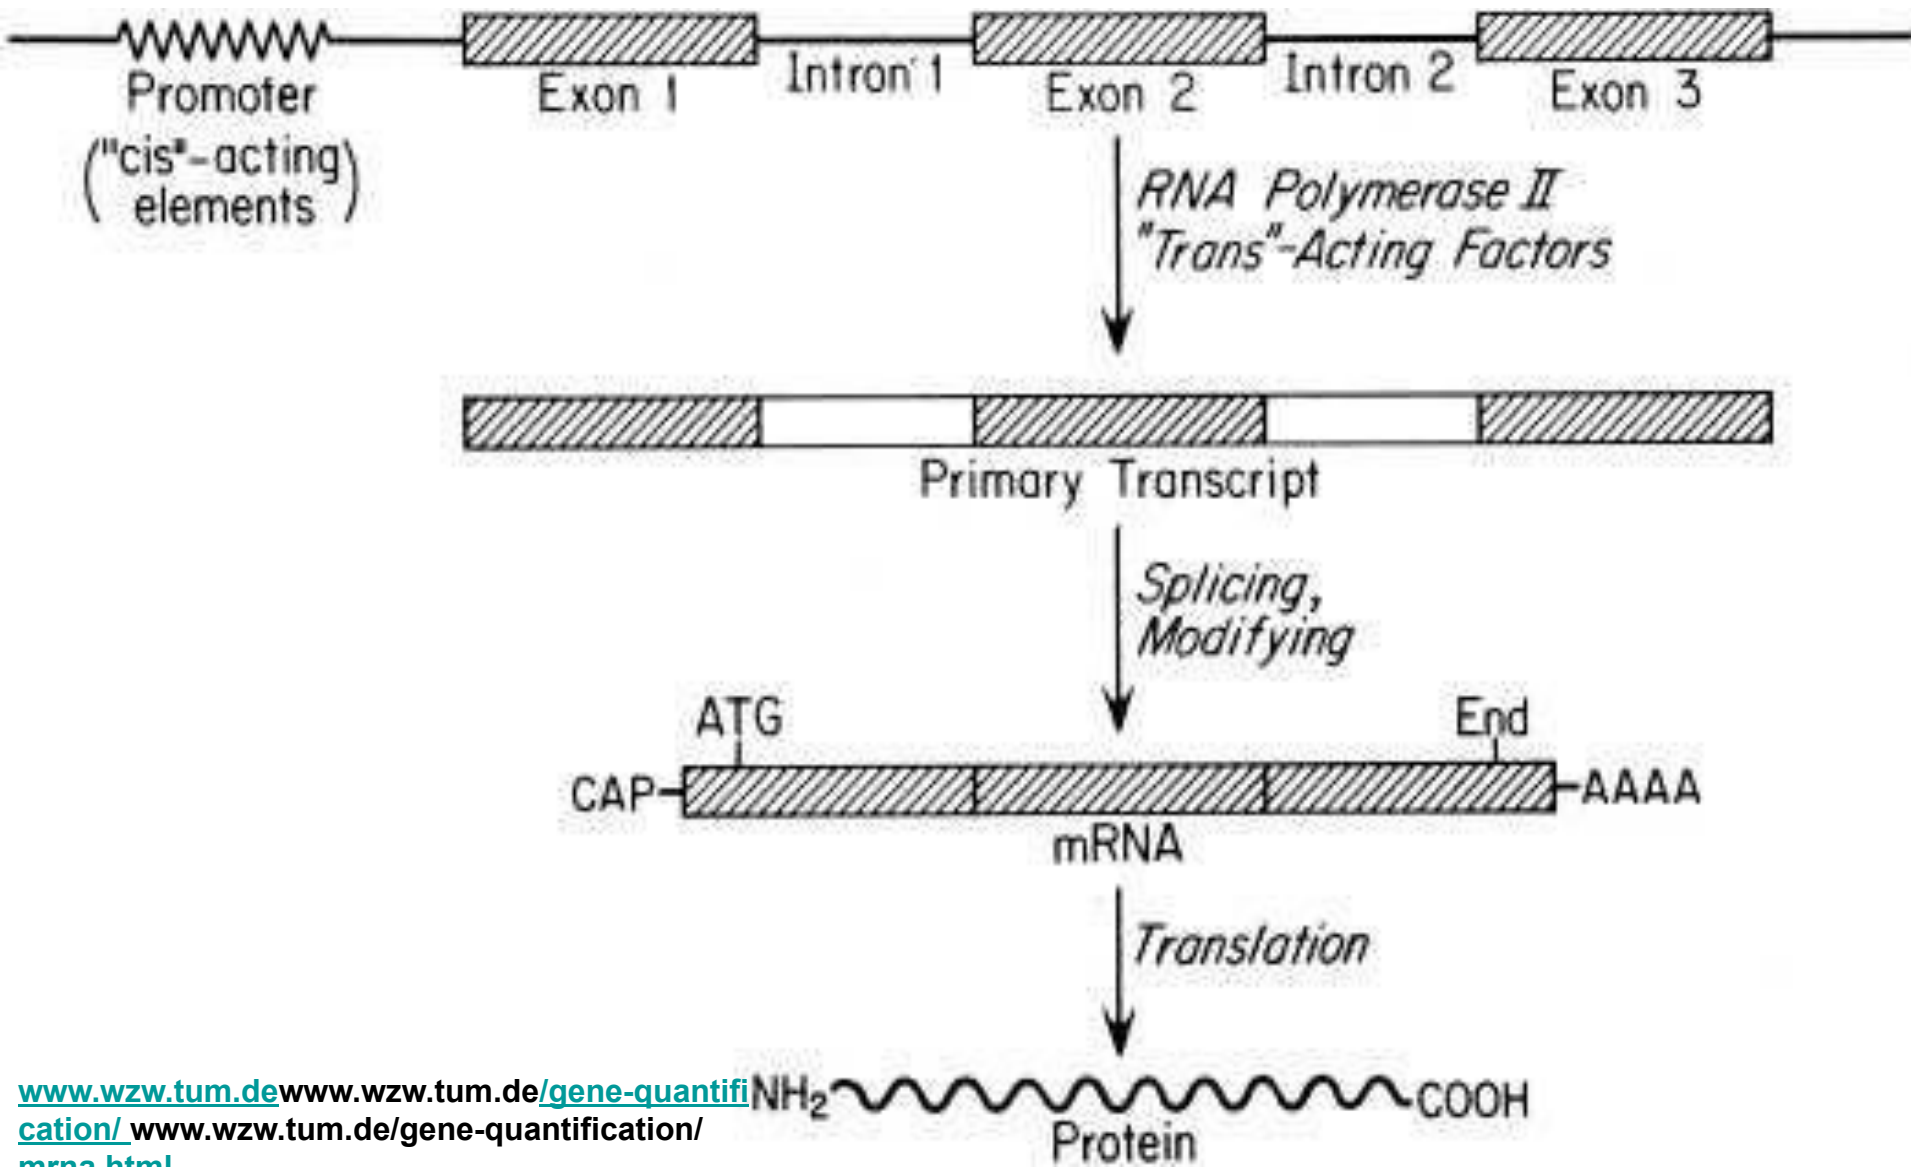 Promoter
("cis"-acting
elements)
Exon 1
Intron 1
Exon 2
Intron 2
Exon 3
RNA Polymerase II
"Trans"-Acting Factors
Primary Transcript
Splicing,
Modifying
ATG
End
CAP
AAAA
mRNA
Translation
NH2
COOH
Protein
www.wzw.tum.dewww.wzw.tum.de/gene-quantifi
cation/ www.wzw.tum.de/gene-quantification/
mrna.html